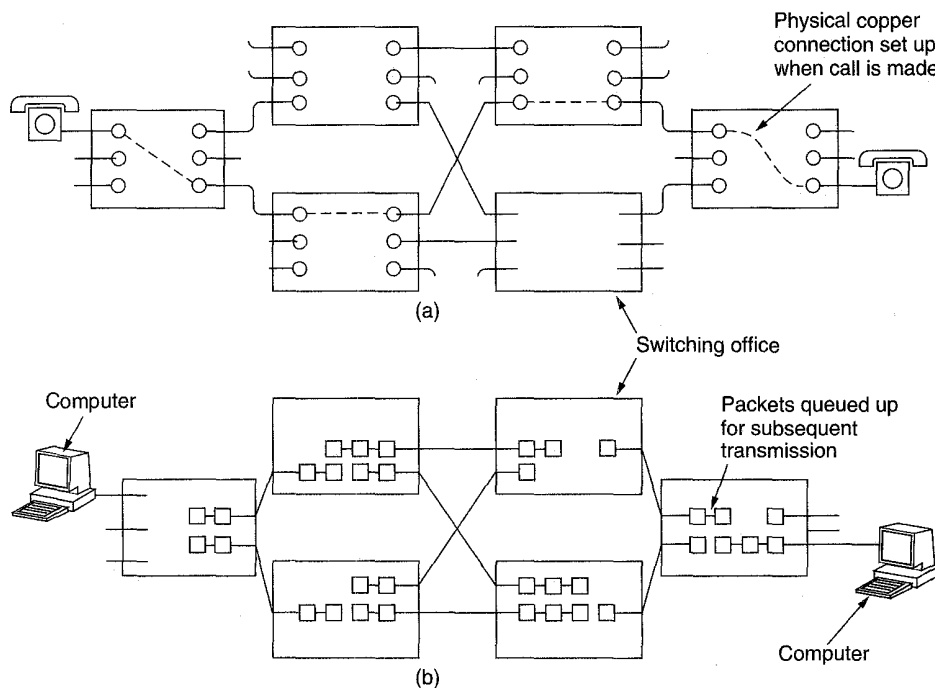 Physical copper
connection set up
when call is made
(a)
Switching office
Computer
Packets queued up
for subsequent
transmission
Computer
(b)